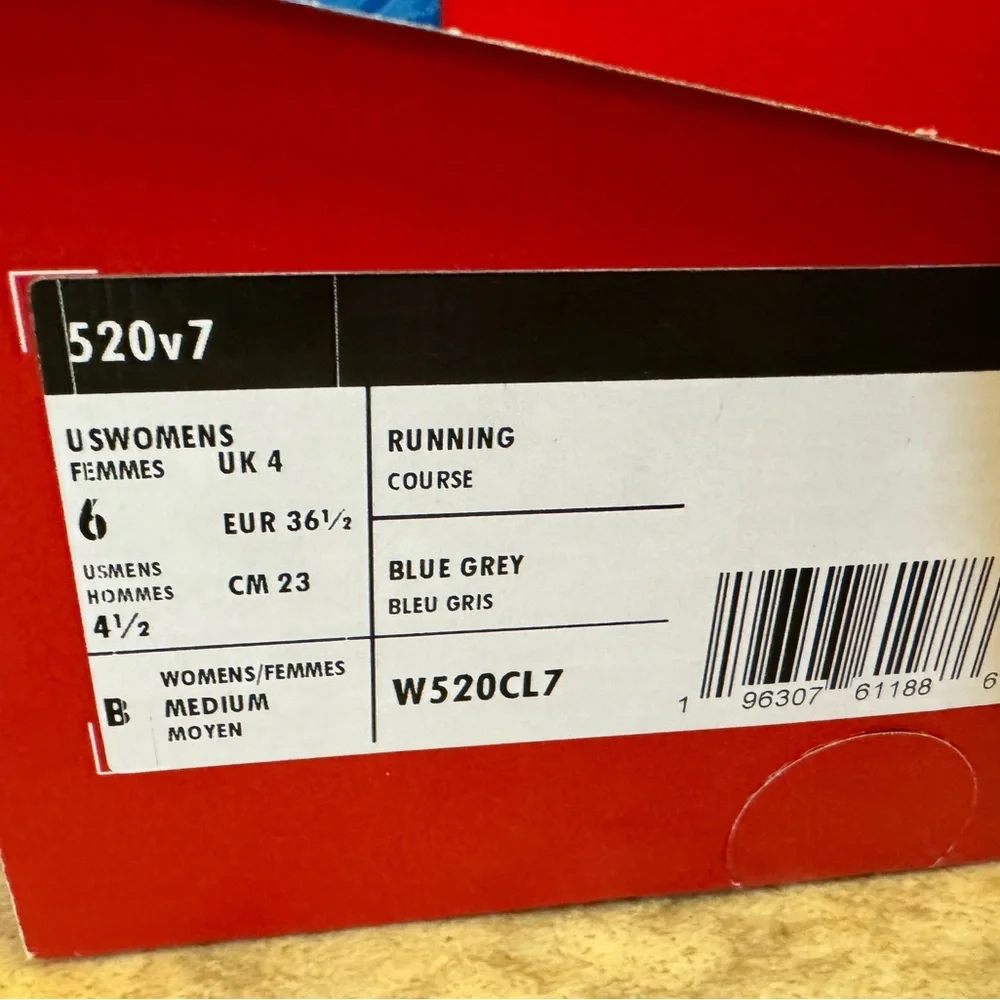 520v7
USWOMENS
FEMMES
UK 4
6
EUR 36½
USMENS
HOMMES
CM 23
4½
B
WOMENS/FEMMES
MEDIUM
MOYEN
RUNNING
COURSE
BLUE GREY
BLEU GRIS
W520CL7
1 96307 61188 6